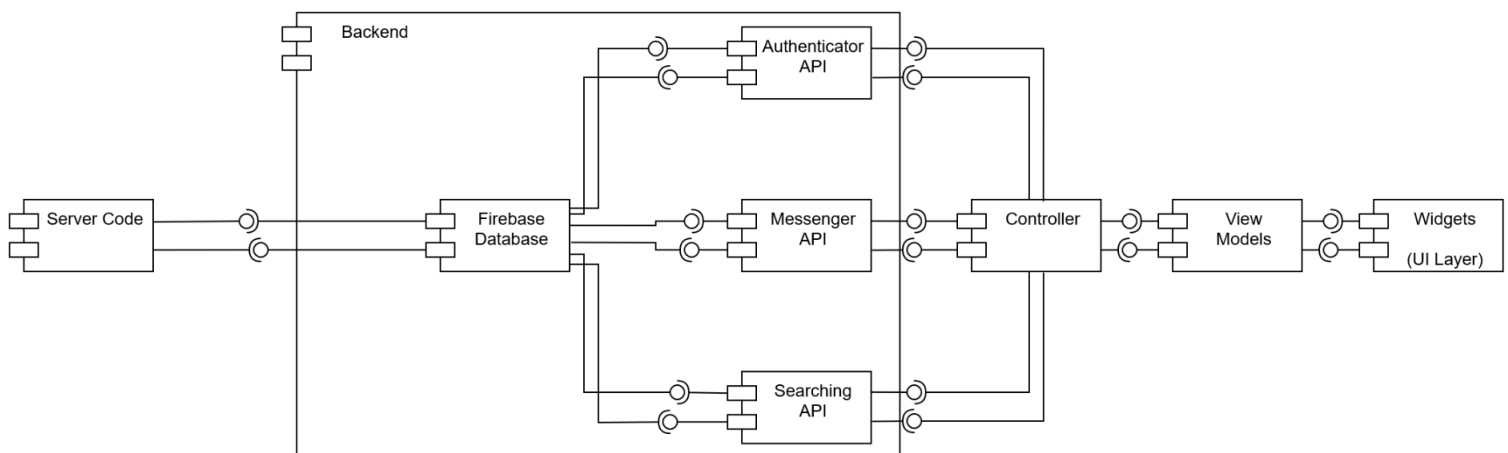 Backend
Authenticator
API
Server Code
Firebase
Database
Messenger
API
Controller
View
Models
Widgets
(UI Layer)
Searching
API